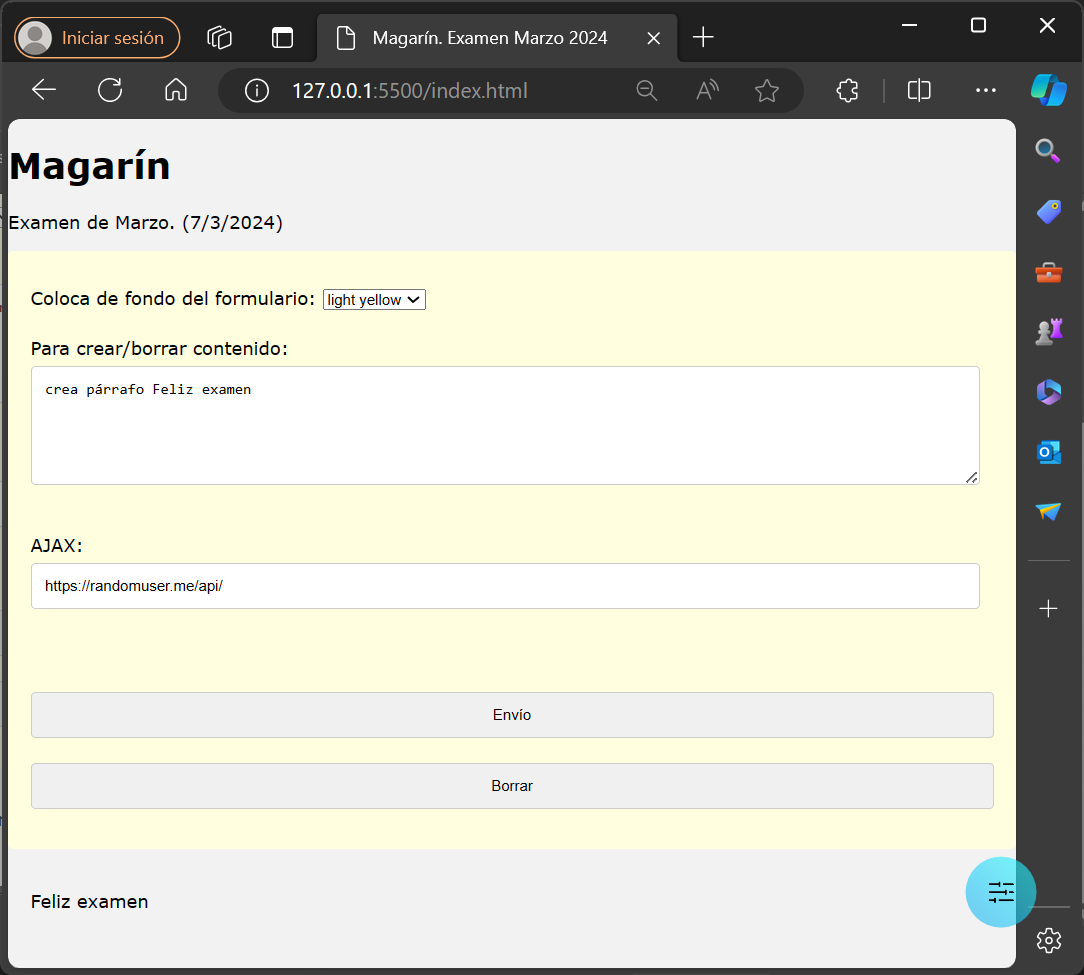 Iniciar sesión
Magarín. Examen Marzo 2024
127.0.0.1:5500/index.html
Magarín
Examen de Marzo. (7/3/2024)
Coloca de fondo del formulario: light yellow
Para crear/borrar contenido:
crea párrafo Feliz examen
AJAX:
https://randomuser.me/api/
Envío
Borrar
Feliz examen